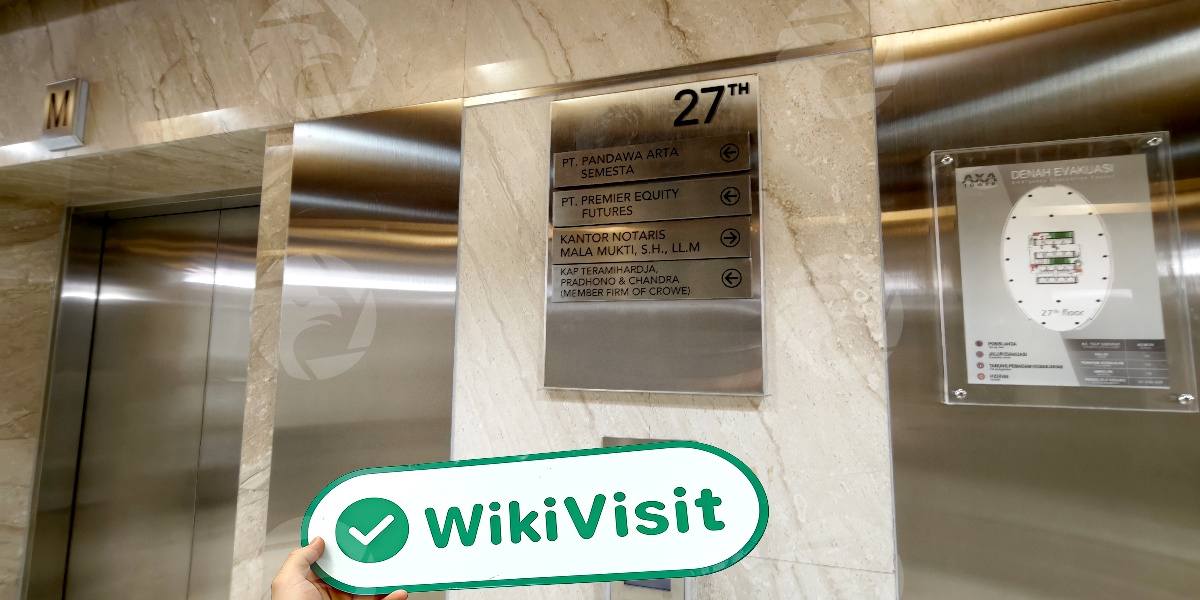 M
27TH
PT. PANDAWA ARTA
SEMESTA
PT. PREMIER EQUITY
FUTURES
KANTOR NOTARIS
MALA MUKTI, S.H., LL.M
KAP TERAMIHARDJA,
PRADHONO & CHANDRA
(MEMBER FIRM OF CROWE)
AXA
TOWER
DENAH EVAKUASI
27th floor
WikiVisit